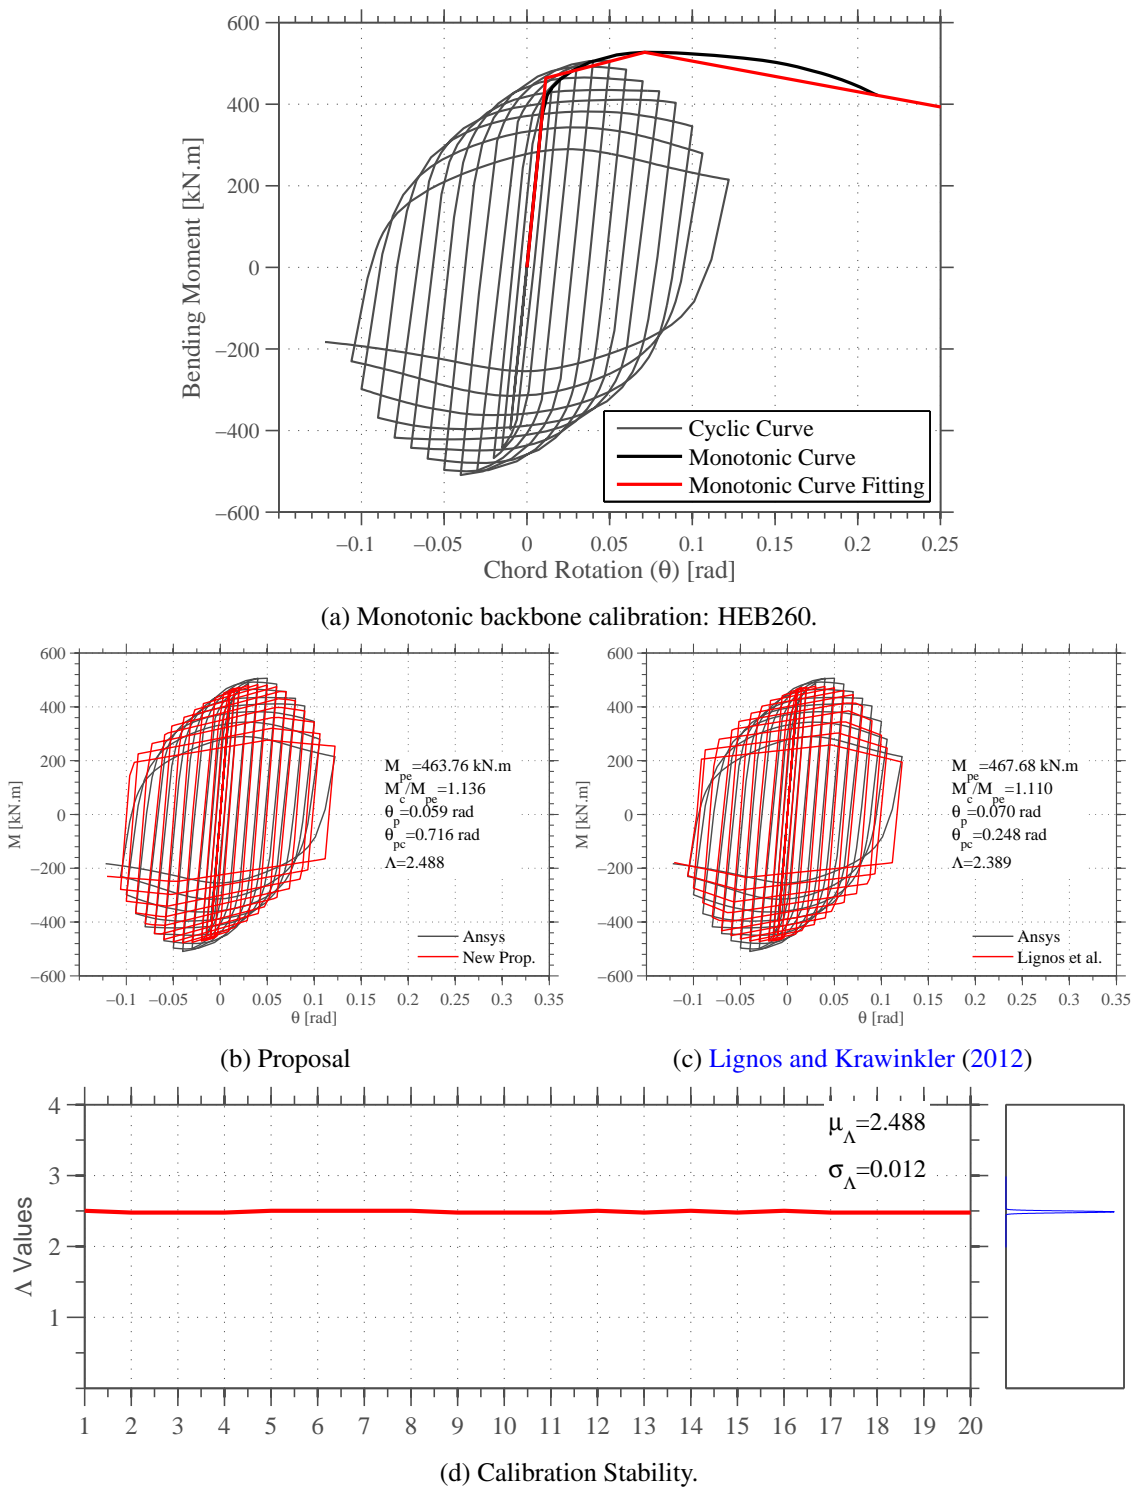 600
400
200
0
−200
−400
−600
Bending Moment [kN.m]
Cyclic Curve
Monotonic Curve
Monotonic Curve Fitting
−0.1 −0.05 0 0.05 0.1 0.15 0.2 0.25
Chord Rotation (θ) [rad]
(a) Monotonic backbone calibration: HEB260.
600
400
200
0
−200
−400
−600
M [kN.m]
M_pe=463.76 kN.m
M_c/M_pe=1.136
θ_p=0.059 rad
θ_pc=0.716 rad
Λ=2.488
Ansys
New Prop.
−0.1 −0.05 0 0.05 0.1 0.15 0.2 0.25 0.3 0.35
θ [rad]
(b) Proposal
600
400
200
0
−200
−400
−600
M [kN.m]
M_pe=467.68 kN.m
M_c/M_pe=1.110
θ_p=0.070 rad
θ_pc=0.248 rad
Λ=2.389
Ansys
Lignos et al.
−0.1 −0.05 0 0.05 0.1 0.15 0.2 0.25 0.3 0.35
θ [rad]
(c) Lignos and Krawinkler (2012)
4
3
2
1
Λ Values
μ_Λ=2.488
σ_Λ=0.012
1 2 3 4 5 6 7 8 9 10 11 12 13 14 15 16 17 18 19 20
(d) Calibration Stability.